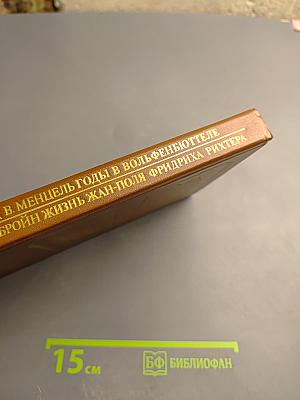 В МЕНЦЕЛЬ ГОДЫ В ВОЛЬФЕНБЮТТЕЛЕ
БРОЙН ЖИЗНЬ ЖАН-ПОЛЯ ФРИДРИХА РИХТЕРА
15 см
БФ БИБЛИОФАН